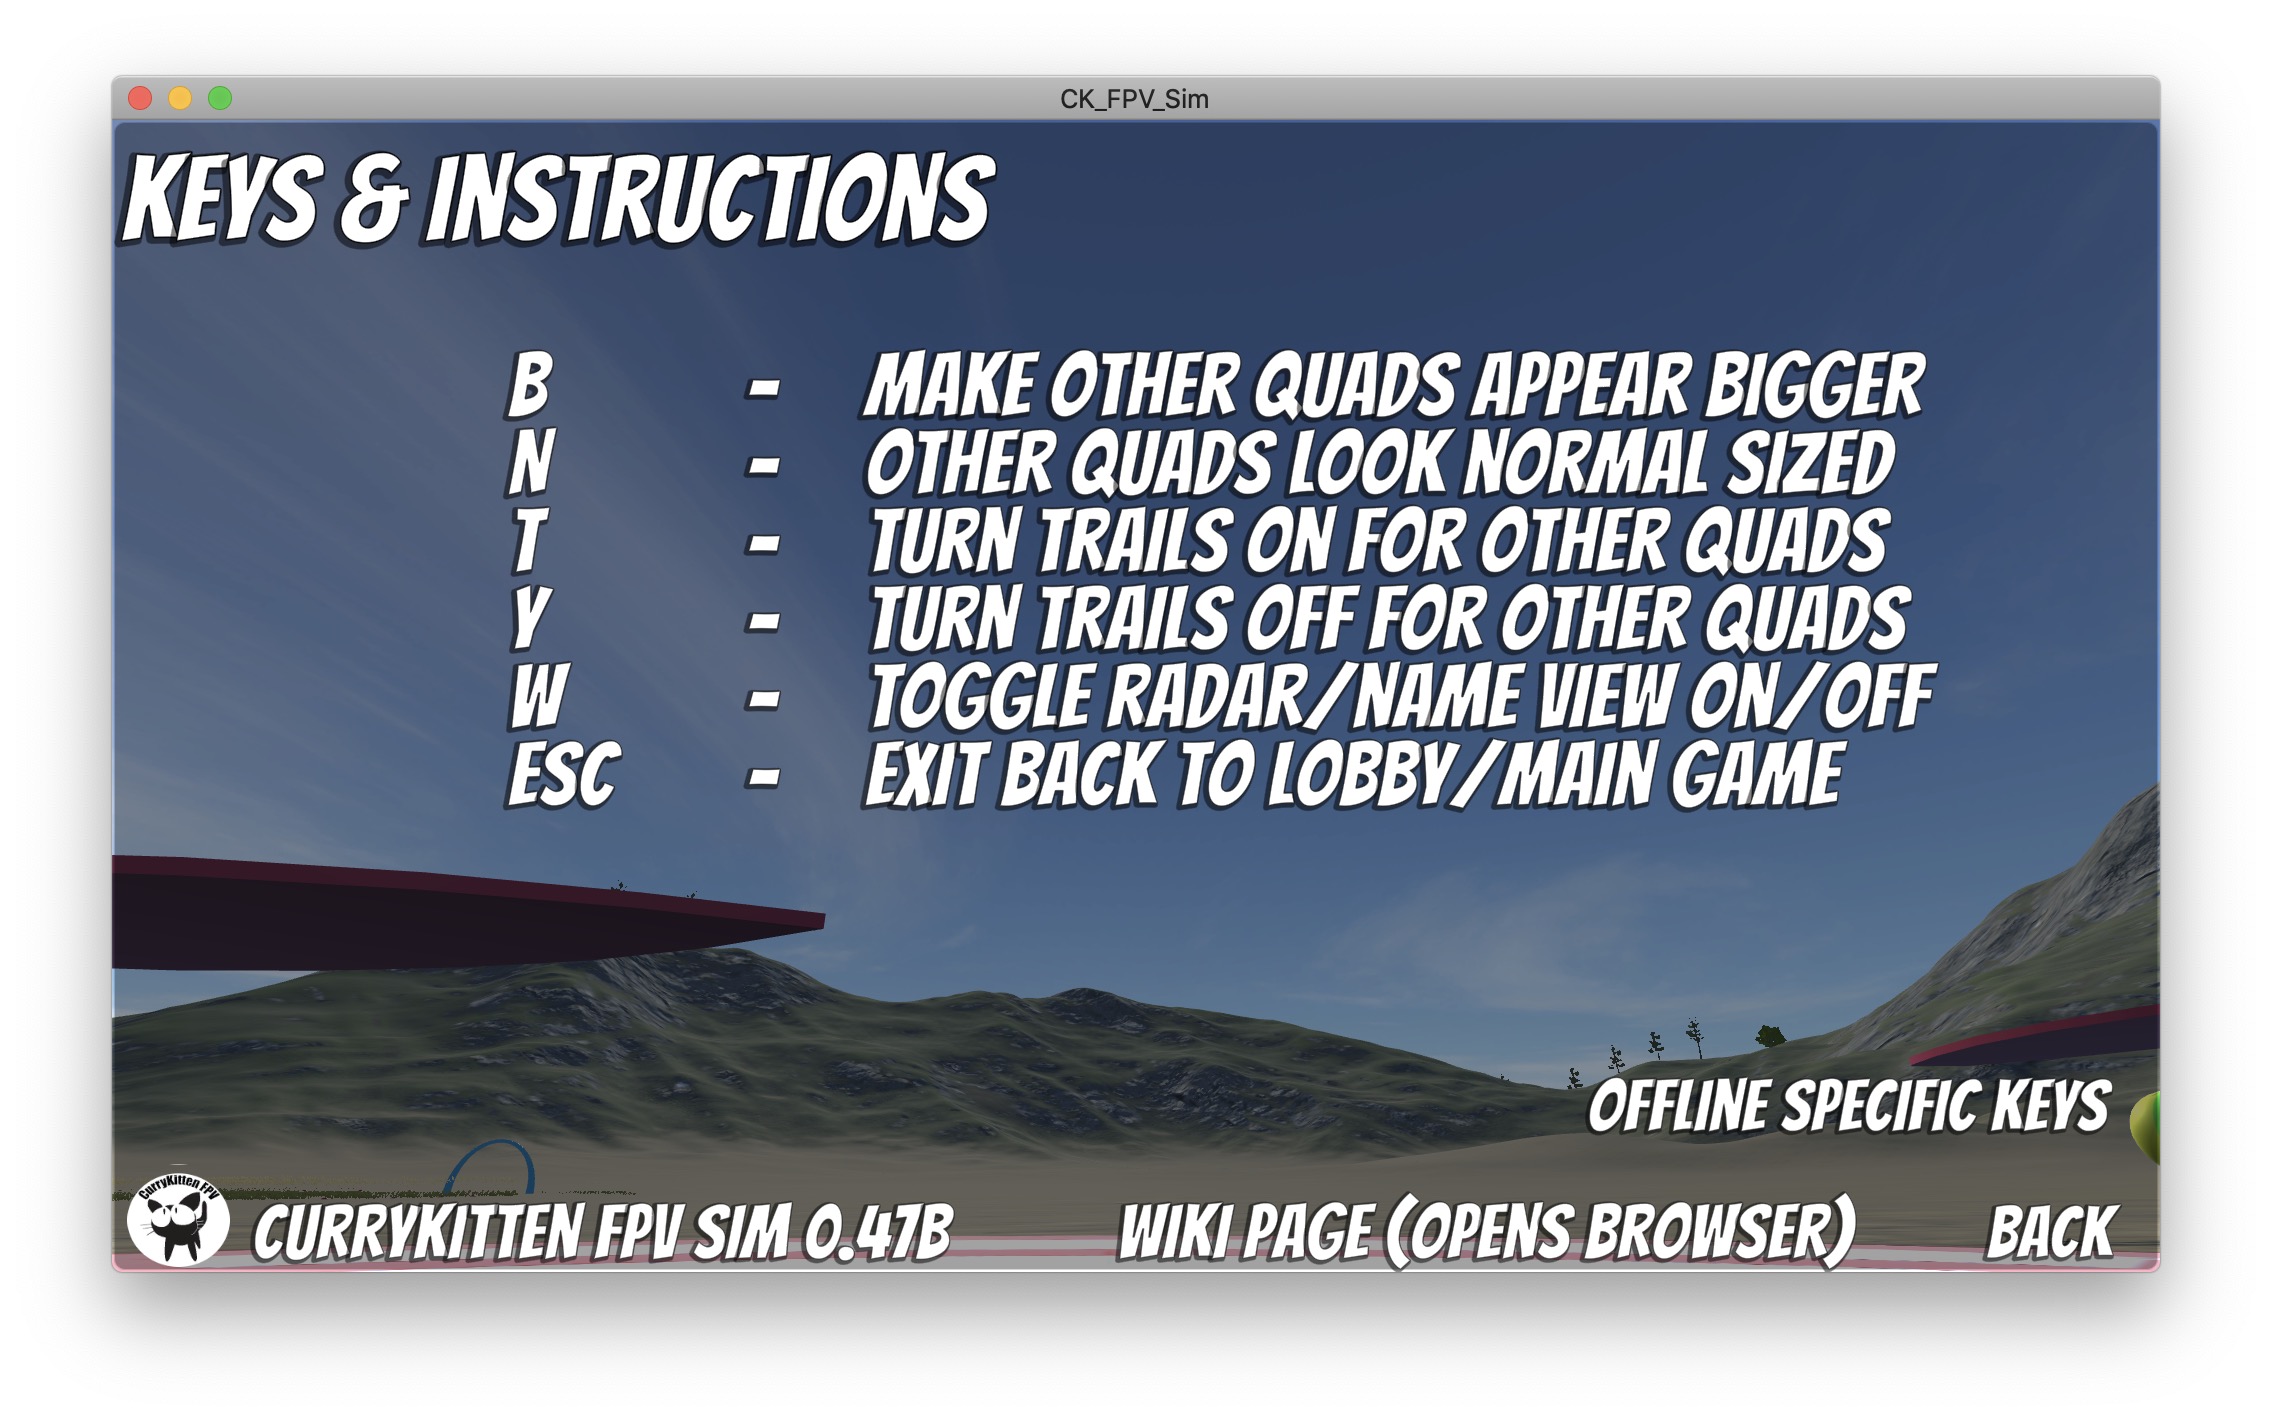 CK_FPV_Sim
KEYS & INSTRUCTIONS
B - MAKE OTHER QUADS APPEAR BIGGER
N - OTHER QUADS LOOK NORMAL SIZED
T - TURN TRAILS ON FOR OTHER QUADS
Y - TURN TRAILS OFF FOR OTHER QUADS
W - TOGGLE RADAR/NAME VIEW ON/OFF
ESC - EXIT BACK TO LOBBY/MAIN GAME
OFFLINE SPECIFIC KEYS
CurryKitten FPV
CURRYKITTEN FPV SIM 0.47B WIKI PAGE (OPENS BROWSER) BACK